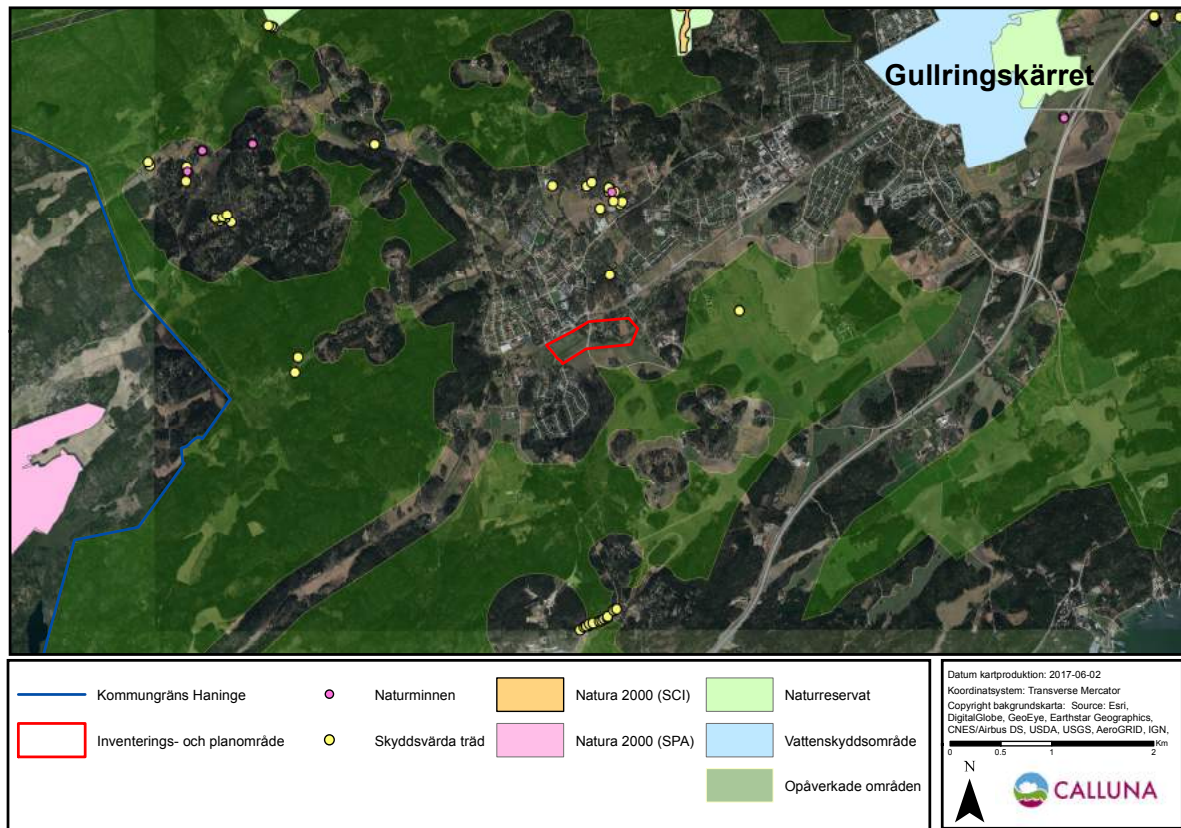 Gullringskärret
Kommungräns Haninge
Inventerings- och planområde
Naturminnen
Skyddsvärda träd
Natura 2000 (SCI)
Natura 2000 (SPA)
Naturreservat
Vattenskyddsområde
Opåverkade områden
Datum kartproduktion: 2017-06-02
Koordinatsystem: Transverse Mercator
Copyright bakgrundskarta: Source: Esri,
DigitalGlobe, GeoEye, Earthstar Geographics,
CNES/Airbus DS, USDA, USGS, AeroGRID, IGN,
Km
0 0.5 1 2
N
CALLUNA